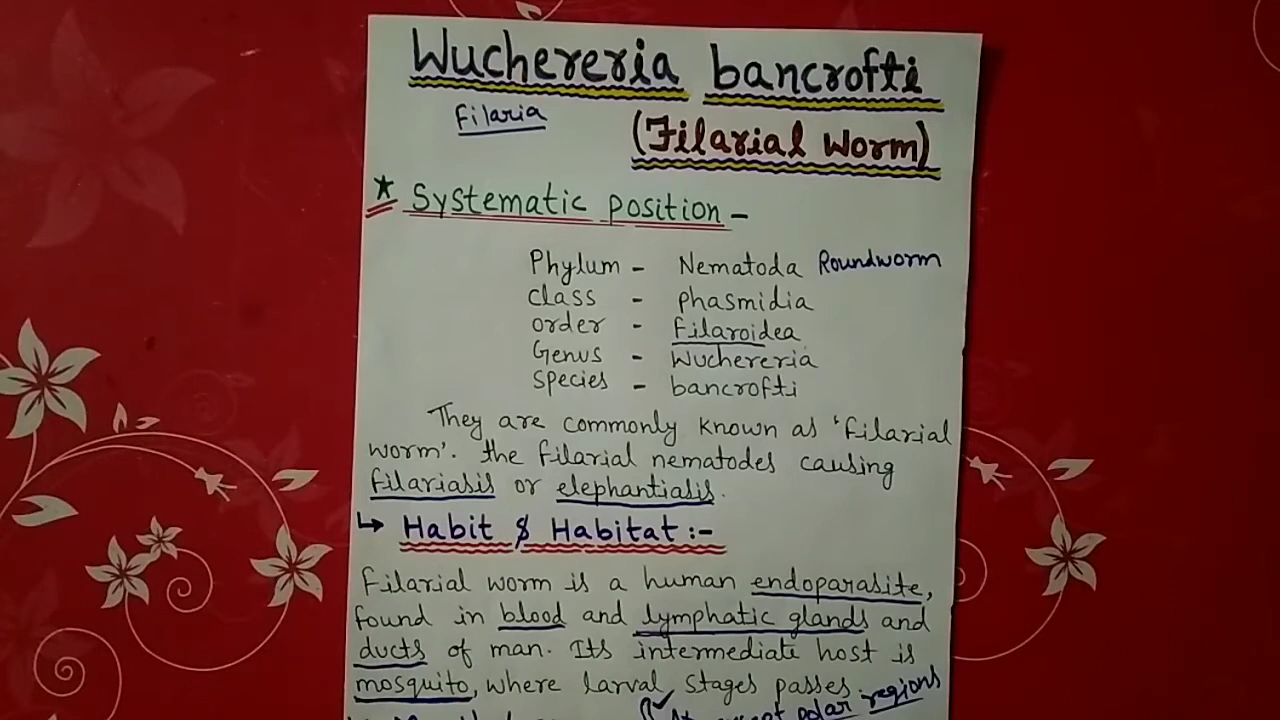 Wuchereria bancrofti
Filaria
(Filarial Worm)
* Systematic position -
Phylum - Nematoda Roundworm
class - phasmidia
order - Filaroidea
Genus - Wuchereria
Species - bancrofti
They are commonly known as 'Filarial
worm'. the filarial nematodes causing
filariasis or elephantiasis.
↳ Habit & Habitat :-
Filarial worm is a human endoparasite,
found in blood and lymphatic glands and
ducts of man. Its intermediate host is
mosquito, where larval stages passes.
except polar regions